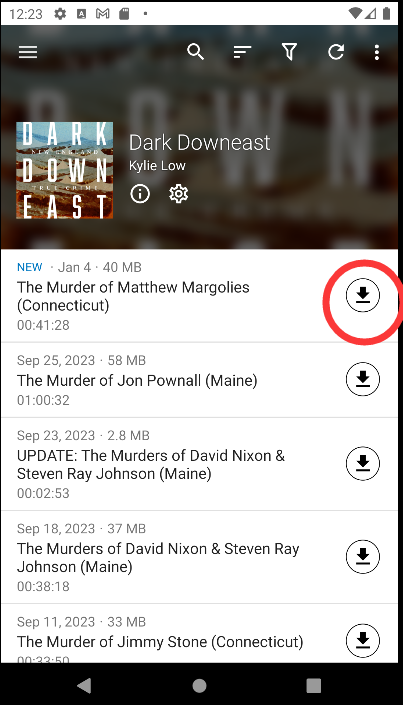 12:23
DARK
NEW ENGLAND
DOWN
TRUE CRIME
EAST
Dark Downeast
Kylie Low
NEW · Jan 4 · 40 MB
The Murder of Matthew Margolies
(Connecticut)
00:41:28
Sep 25, 2023 · 58 MB
The Murder of Jon Pownall (Maine)
01:00:32
Sep 23, 2023 · 2.8 MB
UPDATE: The Murders of David Nixon &
Steven Ray Johnson (Maine)
00:02:53
Sep 18, 2023 · 37 MB
The Murders of David Nixon & Steven Ray
Johnson (Maine)
00:38:18
Sep 11, 2023 · 33 MB
The Murder of Jimmy Stone (Connecticut)
00:33:50